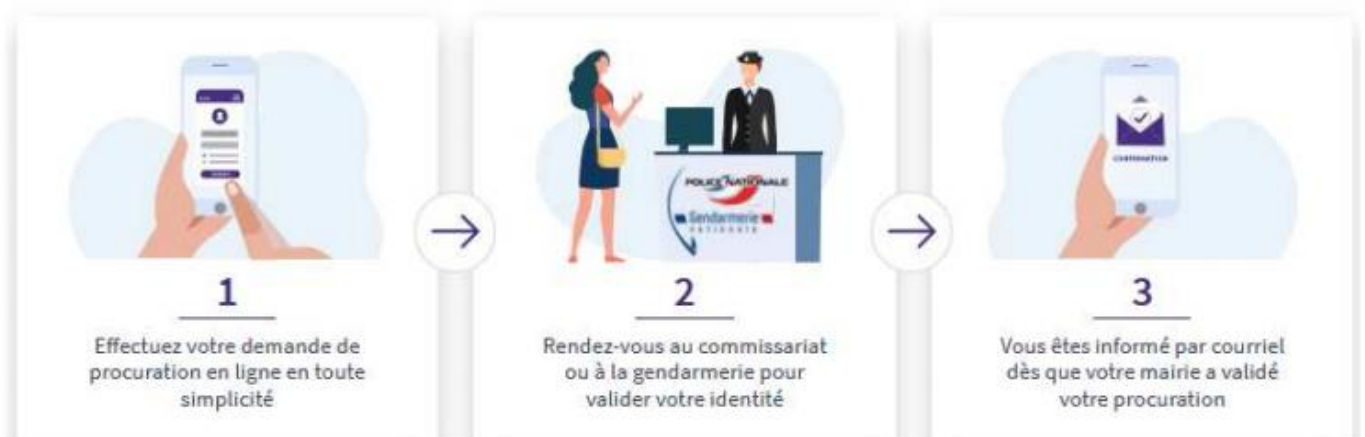 POLICE NATIONALE
Gendarmerie
NATIONALE
CONFIRMATION
1
Effectuez votre demande de
procuration en ligne en toute
simplicité
2
Rendez-vous au commissariat
ou à la gendarmerie pour
valider votre identité
3
Vous êtes informé par courriel
dès que votre mairie a validé
votre procuration